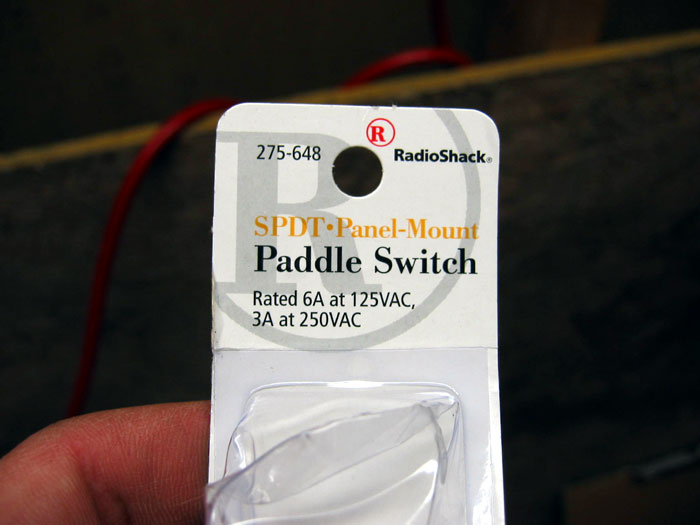 275-648
R RadioShack®
SPDT•Panel-Mount
Paddle Switch
Rated 6A at 125VAC,
3A at 250VAC